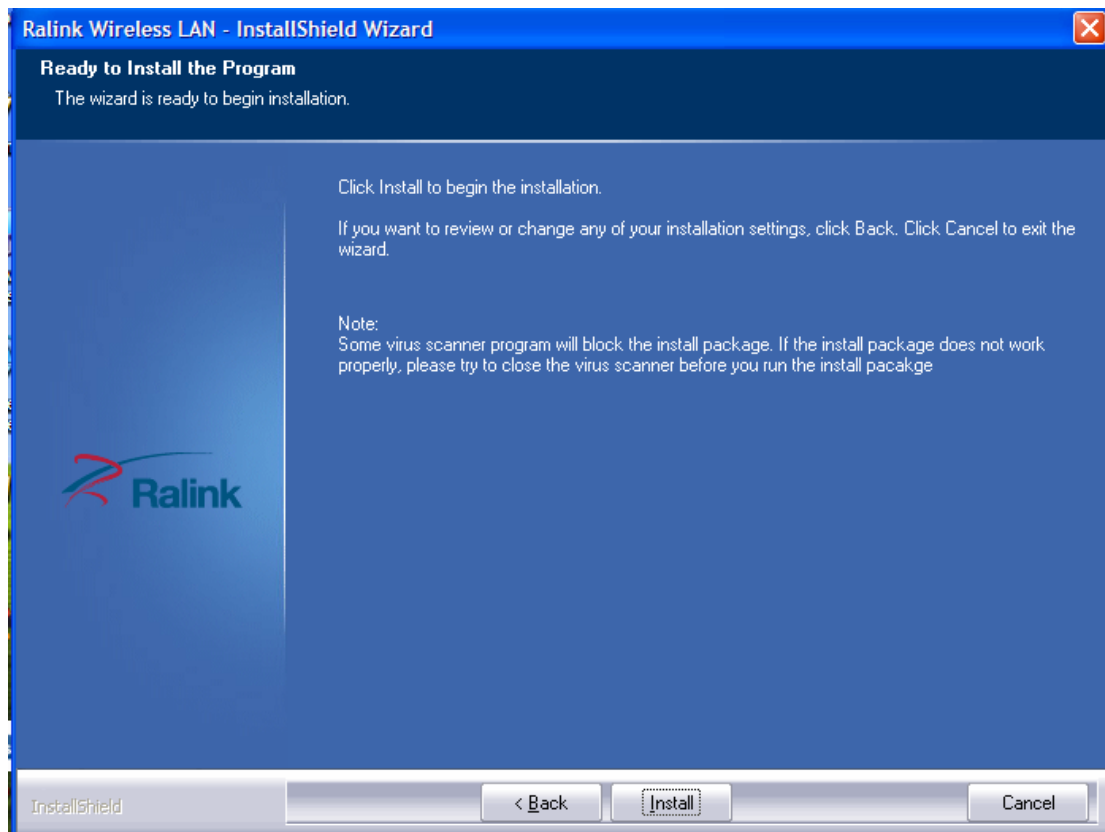 Ralink Wireless LAN - InstallShield Wizard
Ready to Install the Program
The wizard is ready to begin installation.
Click Install to begin the installation.
If you want to review or change any of your installation settings, click Back. Click Cancel to exit the
wizard.
Note:
Some virus scanner program will block the install package. If the install package does not work
properly, please try to close the virus scanner before you run the install pacakge
Ralink
InstallShield
< Back
Install
Cancel